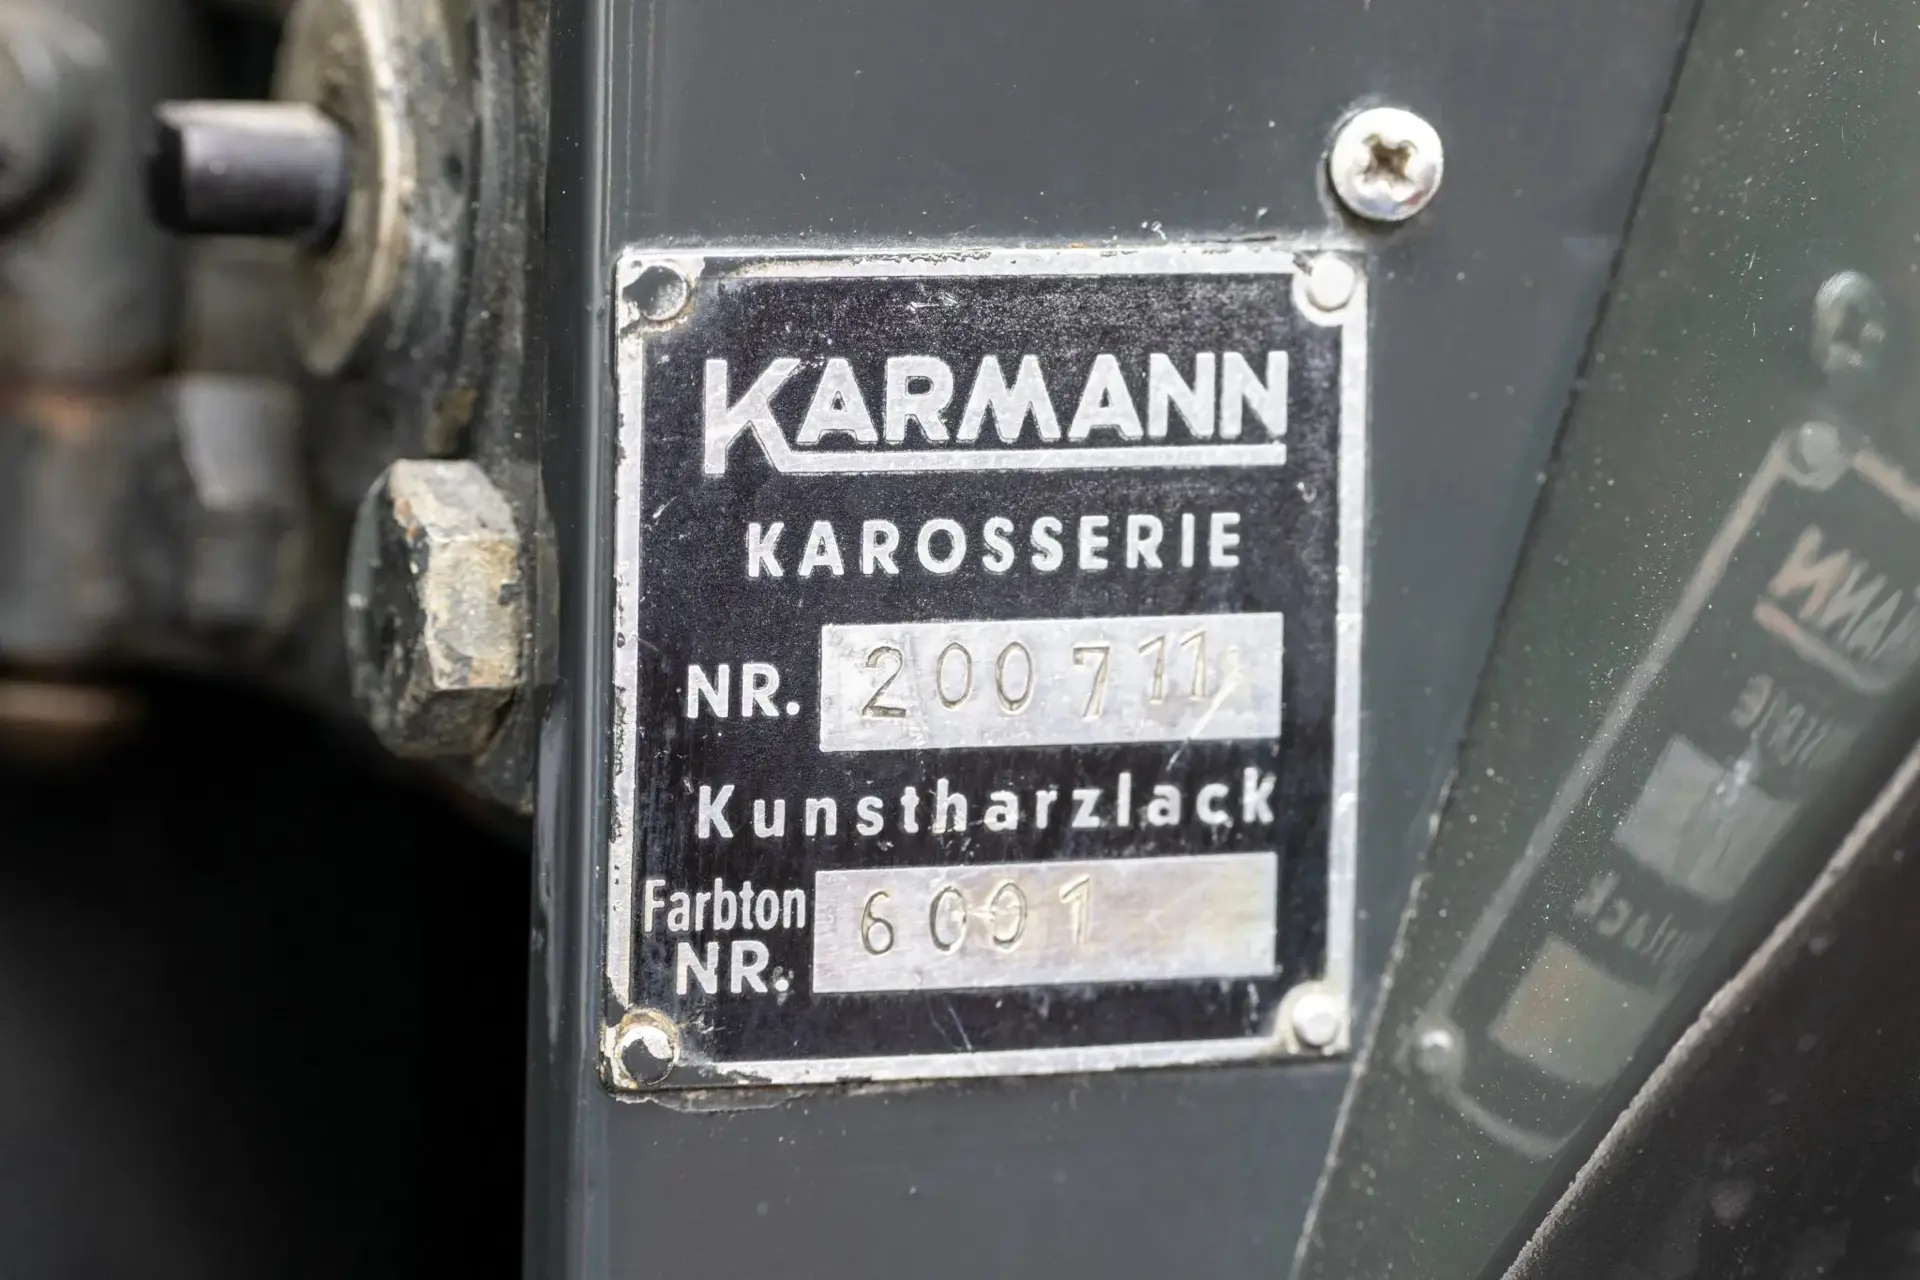 KARMANN
KAROSSERIE
NR. 200711
Kunstharzlack
Farbton
NR. 6001